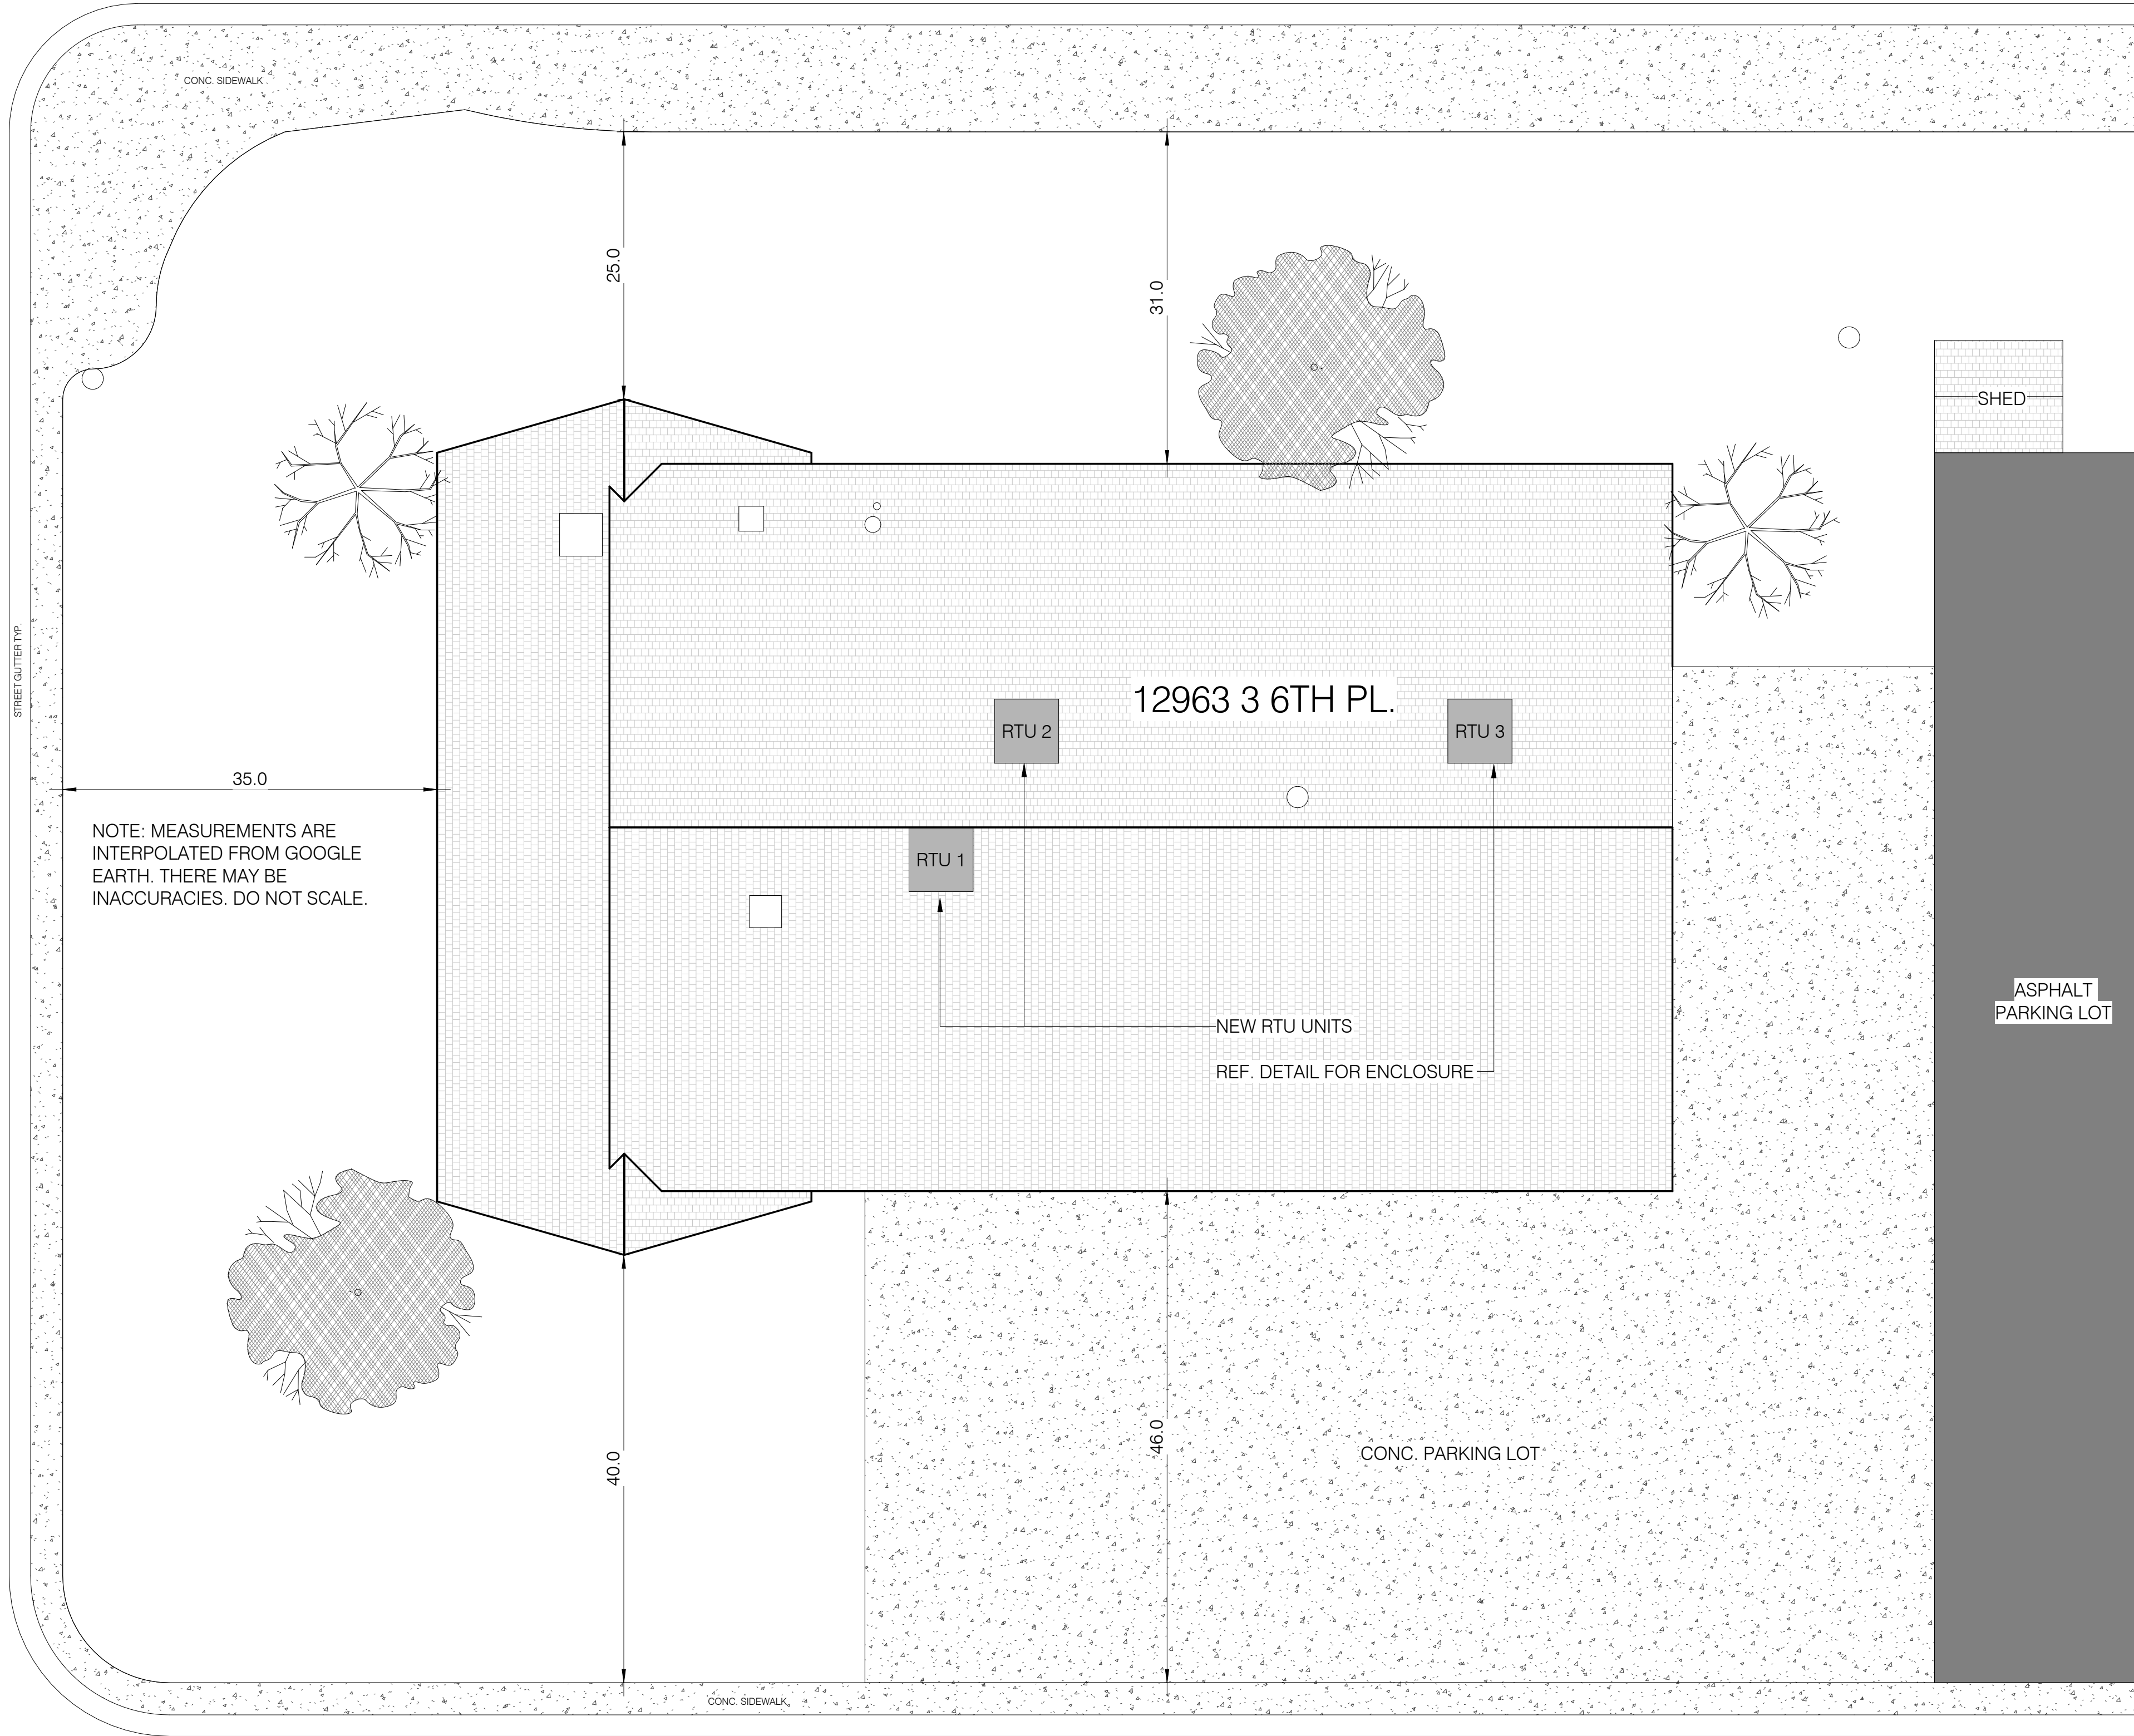 CONC. SIDEWALK
25.0
31.0
SHED
STREET GUTTER TYP.
12963 3 6TH PL.
RTU 2
RTU 3
35.0
NOTE: MEASUREMENTS ARE
INTERPOLATED FROM GOOGLE
EARTH. THERE MAY BE
INACCURACIES. DO NOT SCALE.
RTU 1
ASPHALT
PARKING LOT
NEW RTU UNITS
REF. DETAIL FOR ENCLOSURE
40.0
46.0
CONC. PARKING LOT
CONC. SIDEWALK